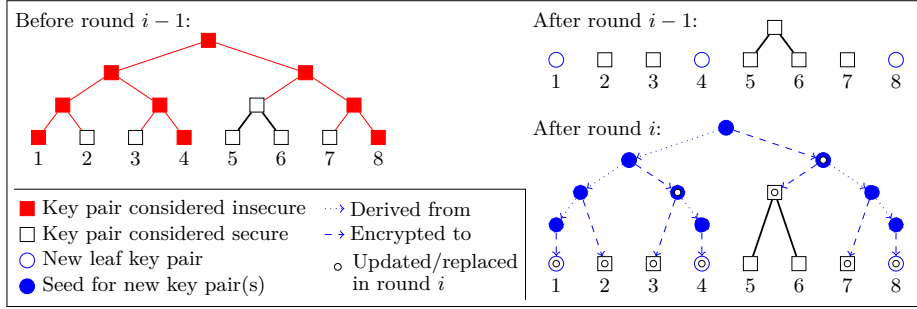 Before round i − 1:
1 2 3 4 5 6 7 8
After round i − 1:
1 2 3 4 5 6 7 8
After round i:
1 2 3 4 5 6 7 8
Key pair considered insecure
Key pair considered secure
New leaf key pair
Seed for new key pair(s)
Derived from
Encrypted to
Updated/replaced
in round i